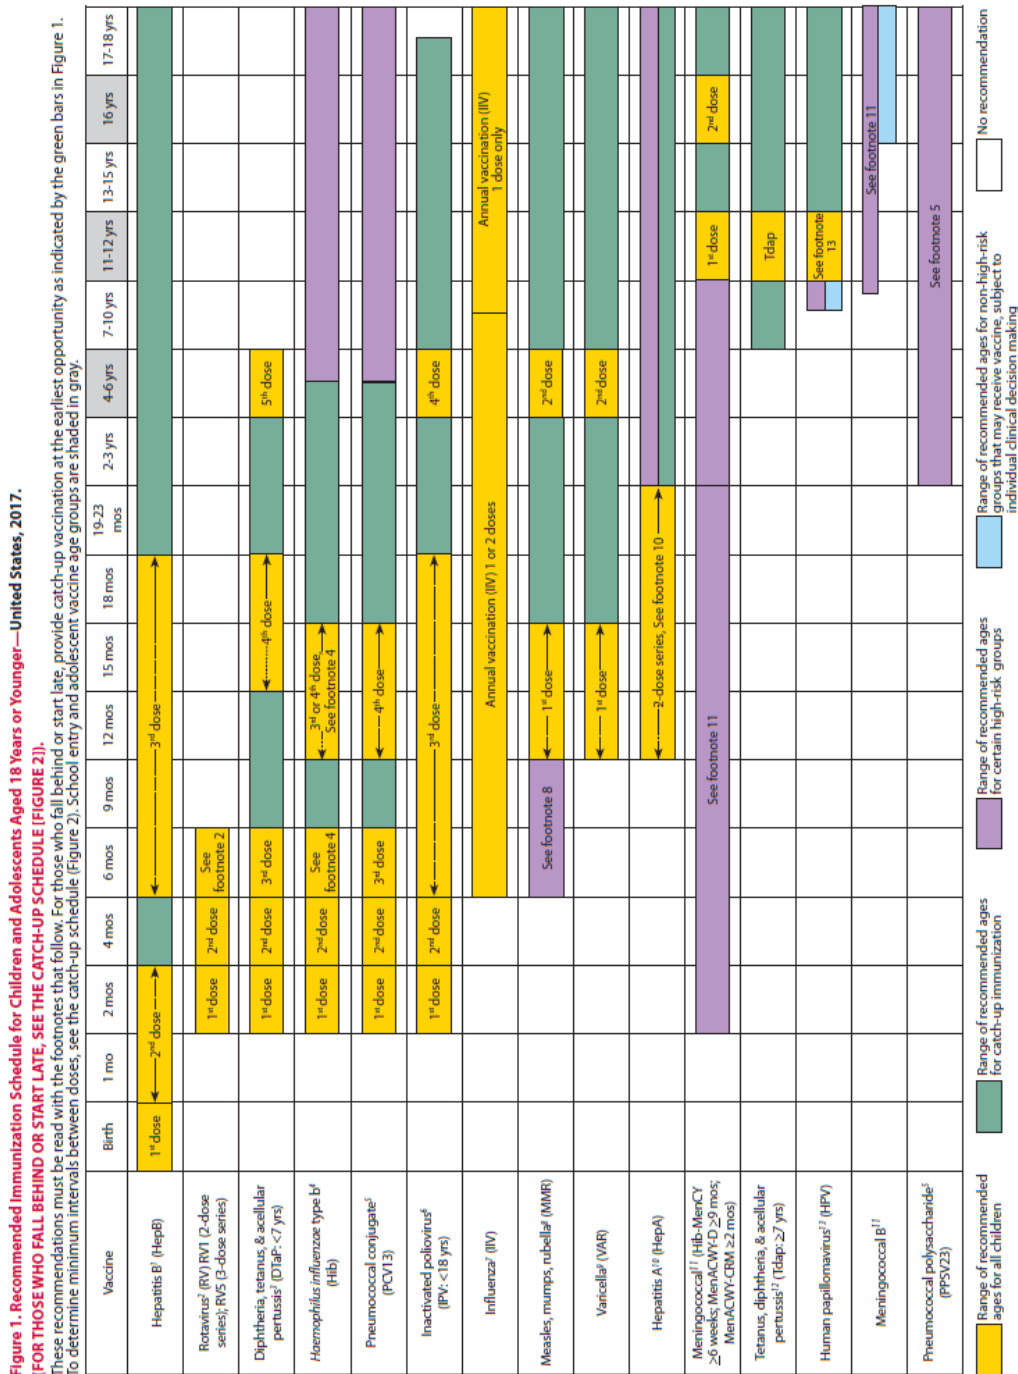 Figure 1. Recommended Immunization Schedule for Children and Adolescents Aged 18 Years or Younger—United States, 2017.
[FOR THOSE WHO FALL BEHIND OR START LATE, SEE THE CATCH-UP SCHEDULE [FIGURE 2]).
These recommendations must be read with the footnotes that follow. For those who fall behind or start late, provide catch-up vaccination at the earliest opportunity as indicated by the green bars in Figure 1.
To determine minimum intervals between doses, see the catch-up schedule (Figure 2). School entry and adolescent vaccine age groups are shaded in gray.
Vaccine
Birth
1 mo
2 mos
4 mos
6 mos
9 mos
12 mos
15 mos
18 mos
19-23
mos
2-3 yrs
4-6 yrs
7-10 yrs
11-12 yrs
13-15 yrs
16 yrs
17-18 yrs
Hepatitis B¹ (HepB)
1st dose
2nd dose
3rd dose
Rotavirus² (RV) RV1 (2-dose
series); RV5 (3-dose series)
1st dose
2nd dose
See
footnote 2
Diphtheria, tetanus, & acellular
pertussis³ (DTaP: <7 yrs)
1st dose
2nd dose
3rd dose
4th dose
5th dose
Haemophilus influenzae type b⁴
(Hib)
1st dose
2nd dose
See
footnote 4
3rd or 4th dose,
See footnote 4
Pneumococcal conjugate⁵
(PCV13)
1st dose
2nd dose
3rd dose
4th dose
Inactivated poliovirus⁶
(IPV: <18 yrs)
1st dose
2nd dose
3rd dose
4th dose
Influenza⁷ (IIV)
Annual vaccination (IIV) 1 or 2 doses
Annual vaccination (IIV)
1 dose only
Measles, mumps, rubella⁸ (MMR)
See footnote 8
1st dose
2nd dose
Varicella⁹ (VAR)
1st dose
2nd dose
Hepatitis A¹⁰ (HepA)
2-dose series, See footnote 10
Meningococcal¹¹ (Hib-MenCY
≥6 weeks; MenACWY-D ≥9 mos;
MenACWY-CRM ≥2 mos)
See footnote 11
1st dose
2nd dose
Tetanus, diphtheria, & acellular
pertussis¹² (Tdap: ≥7 yrs)
Tdap
Human papillomavirus¹³ (HPV)
See footnote
13
Meningococcal B¹¹
See footnote 11
Pneumococcal polysaccharide⁵
(PPSV23)
See footnote 5
Range of recommended
ages for all children
Range of recommended ages
for catch-up immunization
Range of recommended ages
for certain high-risk groups
Range of recommended ages for non-high-risk
groups that may receive vaccine, subject to
individual clinical decision making
No recommendation